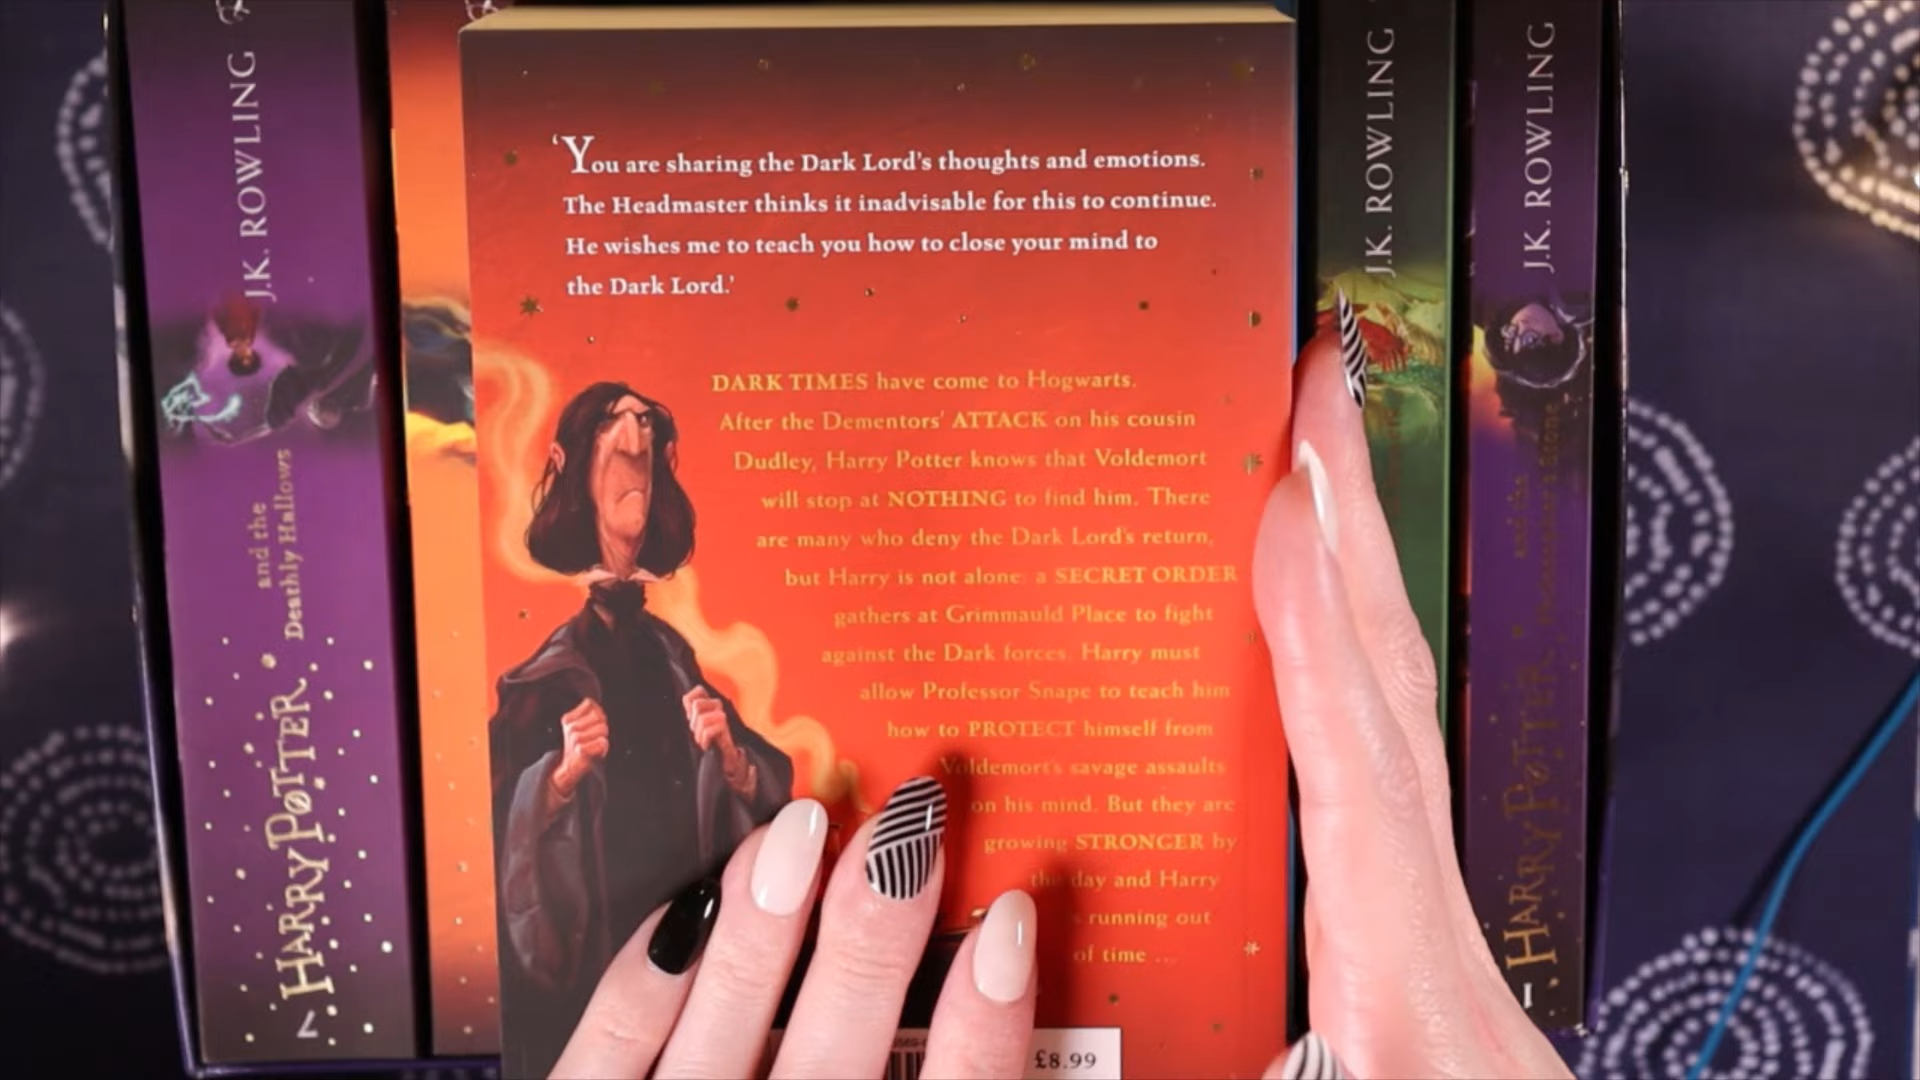 J.K. ROWLING
and the
Deathly Hallows
HARRY POTTER
7
'You are sharing the Dark Lord's thoughts and emotions.
The Headmaster thinks it inadvisable for this to continue.
He wishes me to teach you how to close your mind to
the Dark Lord.'
DARK TIMES have come to Hogwarts.
After the Dementors' ATTACK on his cousin
Dudley, Harry Potter knows that Voldemort
will stop at NOTHING to find him. There
are many who deny the Dark Lord's return,
but Harry is not alone: a SECRET ORDER
gathers at Grimmauld Place to fight
against the Dark forces. Harry must
allow Professor Snape to teach him
how to PROTECT himself from
Voldemort's savage assaults
on his mind. But they are
growing STRONGER by
the day and Harry
running out
of time ...
£8.99
J.K. ROWLING
J.K. ROWLING
and the
Philosopher's Stone
HARRY POTTER
1